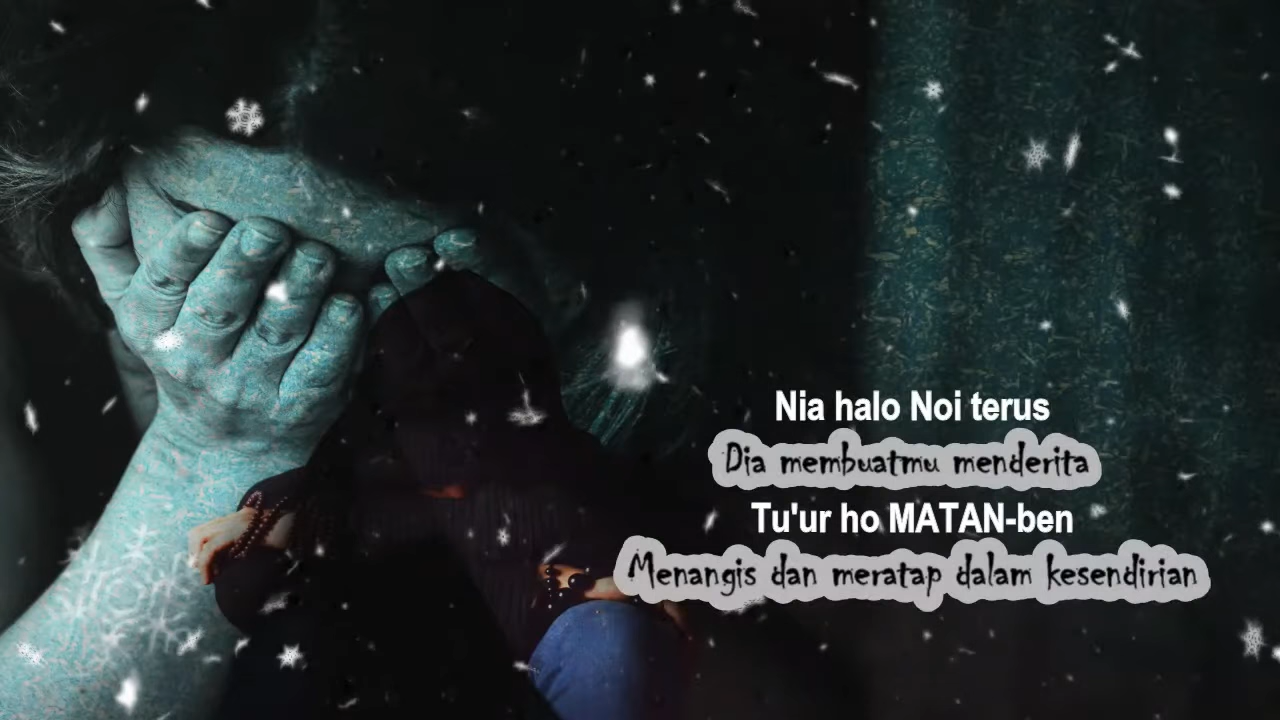 Nia halo Noi terus
Dia membuatmu menderita
Tu'ur ho MATAN-ben
Menangis dan meratap dalam kesendirian